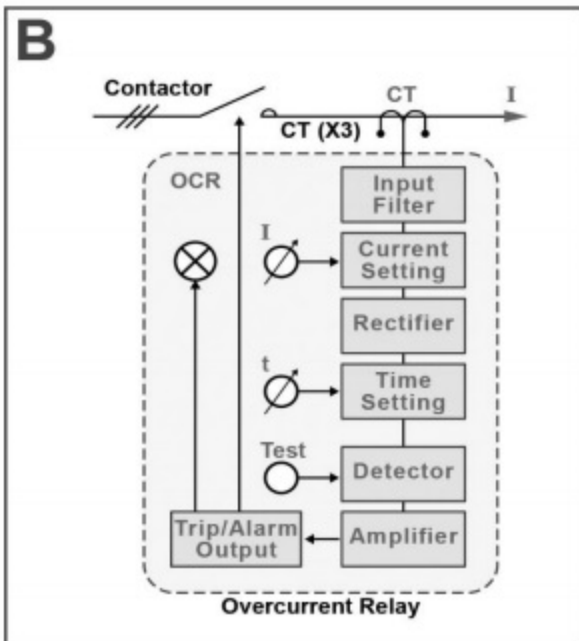 B
Contactor
CT
I
CT (X3)
OCR
Input
Filter
I
Current
Setting
Rectifier
t
Time
Setting
Test
Detector
Trip/Alarm
Output
Amplifier
Overcurrent Relay